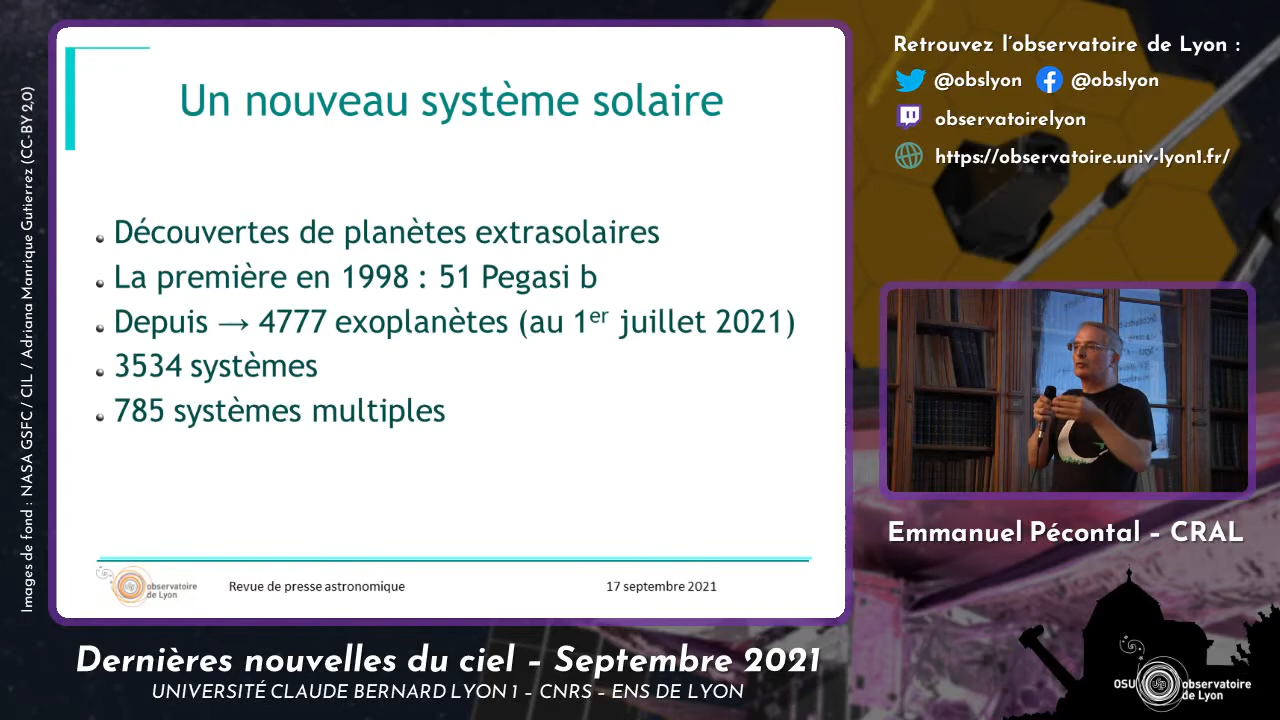 Images de fond : NASA GSFC / CIL / Adriana Manrique Gutierrez (CC-BY 2,0)
Un nouveau système solaire
Découvertes de planètes extrasolaires
La première en 1998 : 51 Pegasi b
Depuis → 4777 exoplanètes (au 1er juillet 2021)
3534 systèmes
785 systèmes multiples
observatoire
de Lyon
Revue de presse astronomique
17 septembre 2021
Retrouvez l'observatoire de Lyon :
@obslyon @obslyon
observatoirelyon
https://observatoire.univ-lyon1.fr/
Emmanuel Pécontal – CRAL
Dernières nouvelles du ciel – Septembre 2021
UNIVERSITÉ CLAUDE BERNARD LYON 1 – CNRS – ENS DE LYON
OSU observatoire
de Lyon